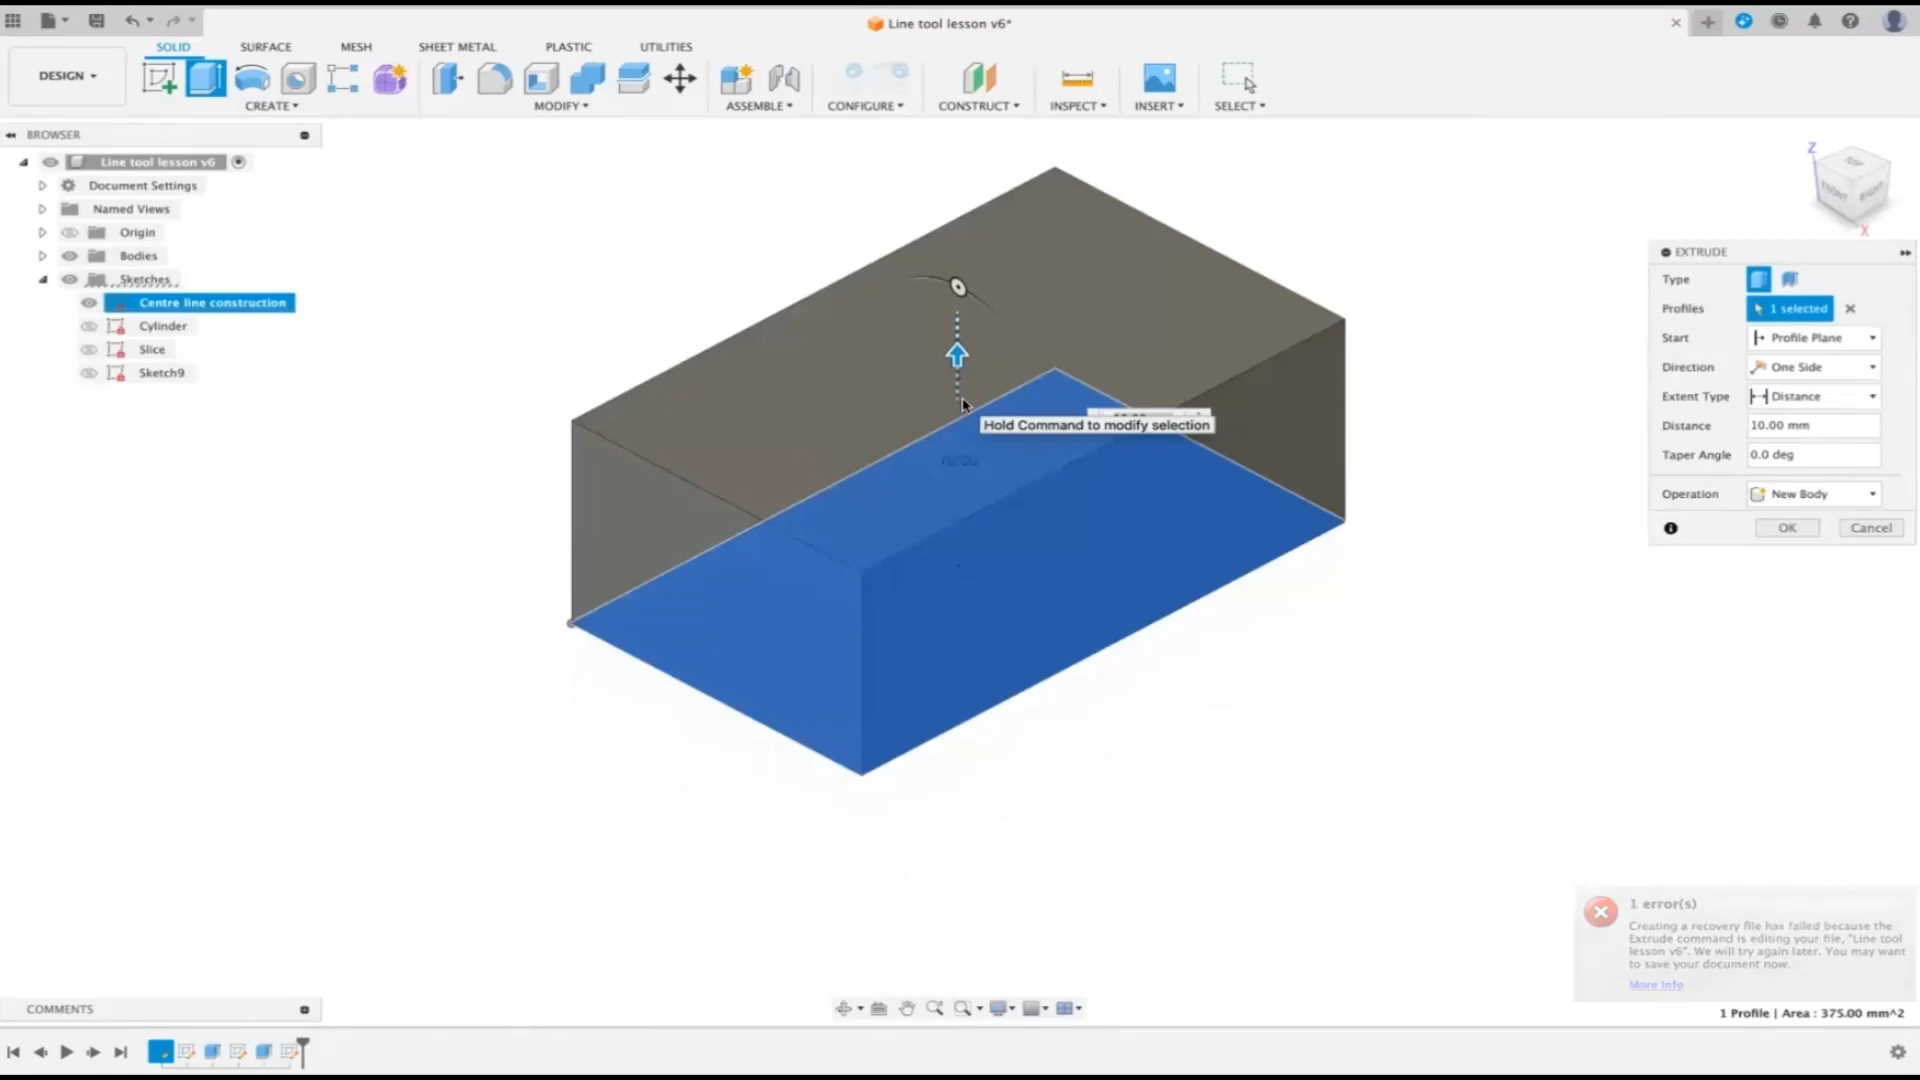 Line tool lesson v6*
SOLID SURFACE MESH SHEET METAL PLASTIC UTILITIES
DESIGN
CREATE MODIFY ASSEMBLE CONFIGURE CONSTRUCT INSPECT INSERT SELECT
BROWSER
Line tool lesson v6
Document Settings
Named Views
Origin
Bodies
Sketches
Centre line construction
Cylinder
Slice
Sketch9
Z
TOP
FRONT
RIGHT
X
EXTRUDE
Type
Profiles 1 selected
Start Profile Plane
Direction One Side
Extent Type Distance
Distance 10.00 mm
Taper Angle 0.0 deg
Operation New Body
OK Cancel
Hold Command to modify selection
10.00
1 error(s)
Creating a recovery file has failed because the
Extrude command is editing your file, "Line tool
lesson v6". We will try again later. You may want
to save your document now.
More Info
COMMENTS
1 Profile | Area : 375.00 mm^2